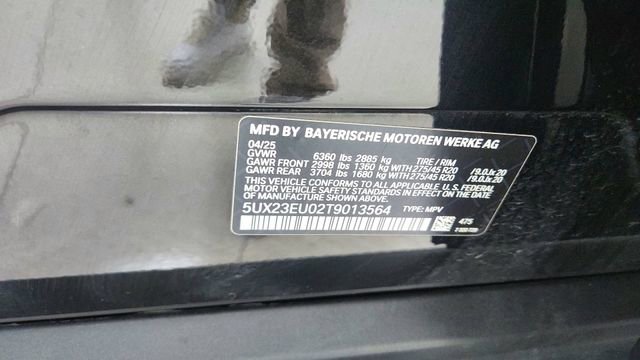 MFD BY BAYERISCHE MOTOREN WERKE AG
04/25
GVWR 6360 lbs 2885 kg TIRE / RIM
GAWR FRONT 2998 lbs 1360 kg WITH 275/45 R20 /9.0Jx20
GAWR REAR 3704 lbs 1680 kg WITH 275/45 R20 /9.0Jx20
THIS VEHICLE CONFORMS TO ALL APPLICABLE U.S. FEDERAL
MOTOR VEHICLE SAFETY STANDARDS IN EFFECT ON THE DATE
OF MANUFACTURE SHOWN ABOVE.
5UX23EU02T9013564 TYPE: MPV 475